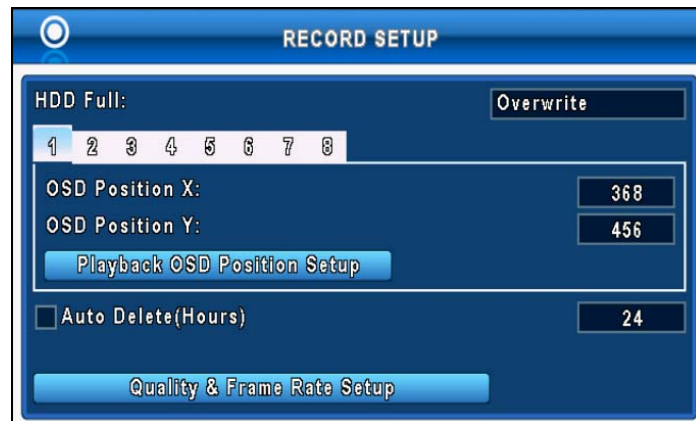 RECORD SETUP
HDD Full: Overwrite
1 2 3 4 5 6 7 8
OSD Position X: 368
OSD Position Y: 456
Playback OSD Position Setup
Auto Delete(Hours) 24
Quality & Frame Rate Setup